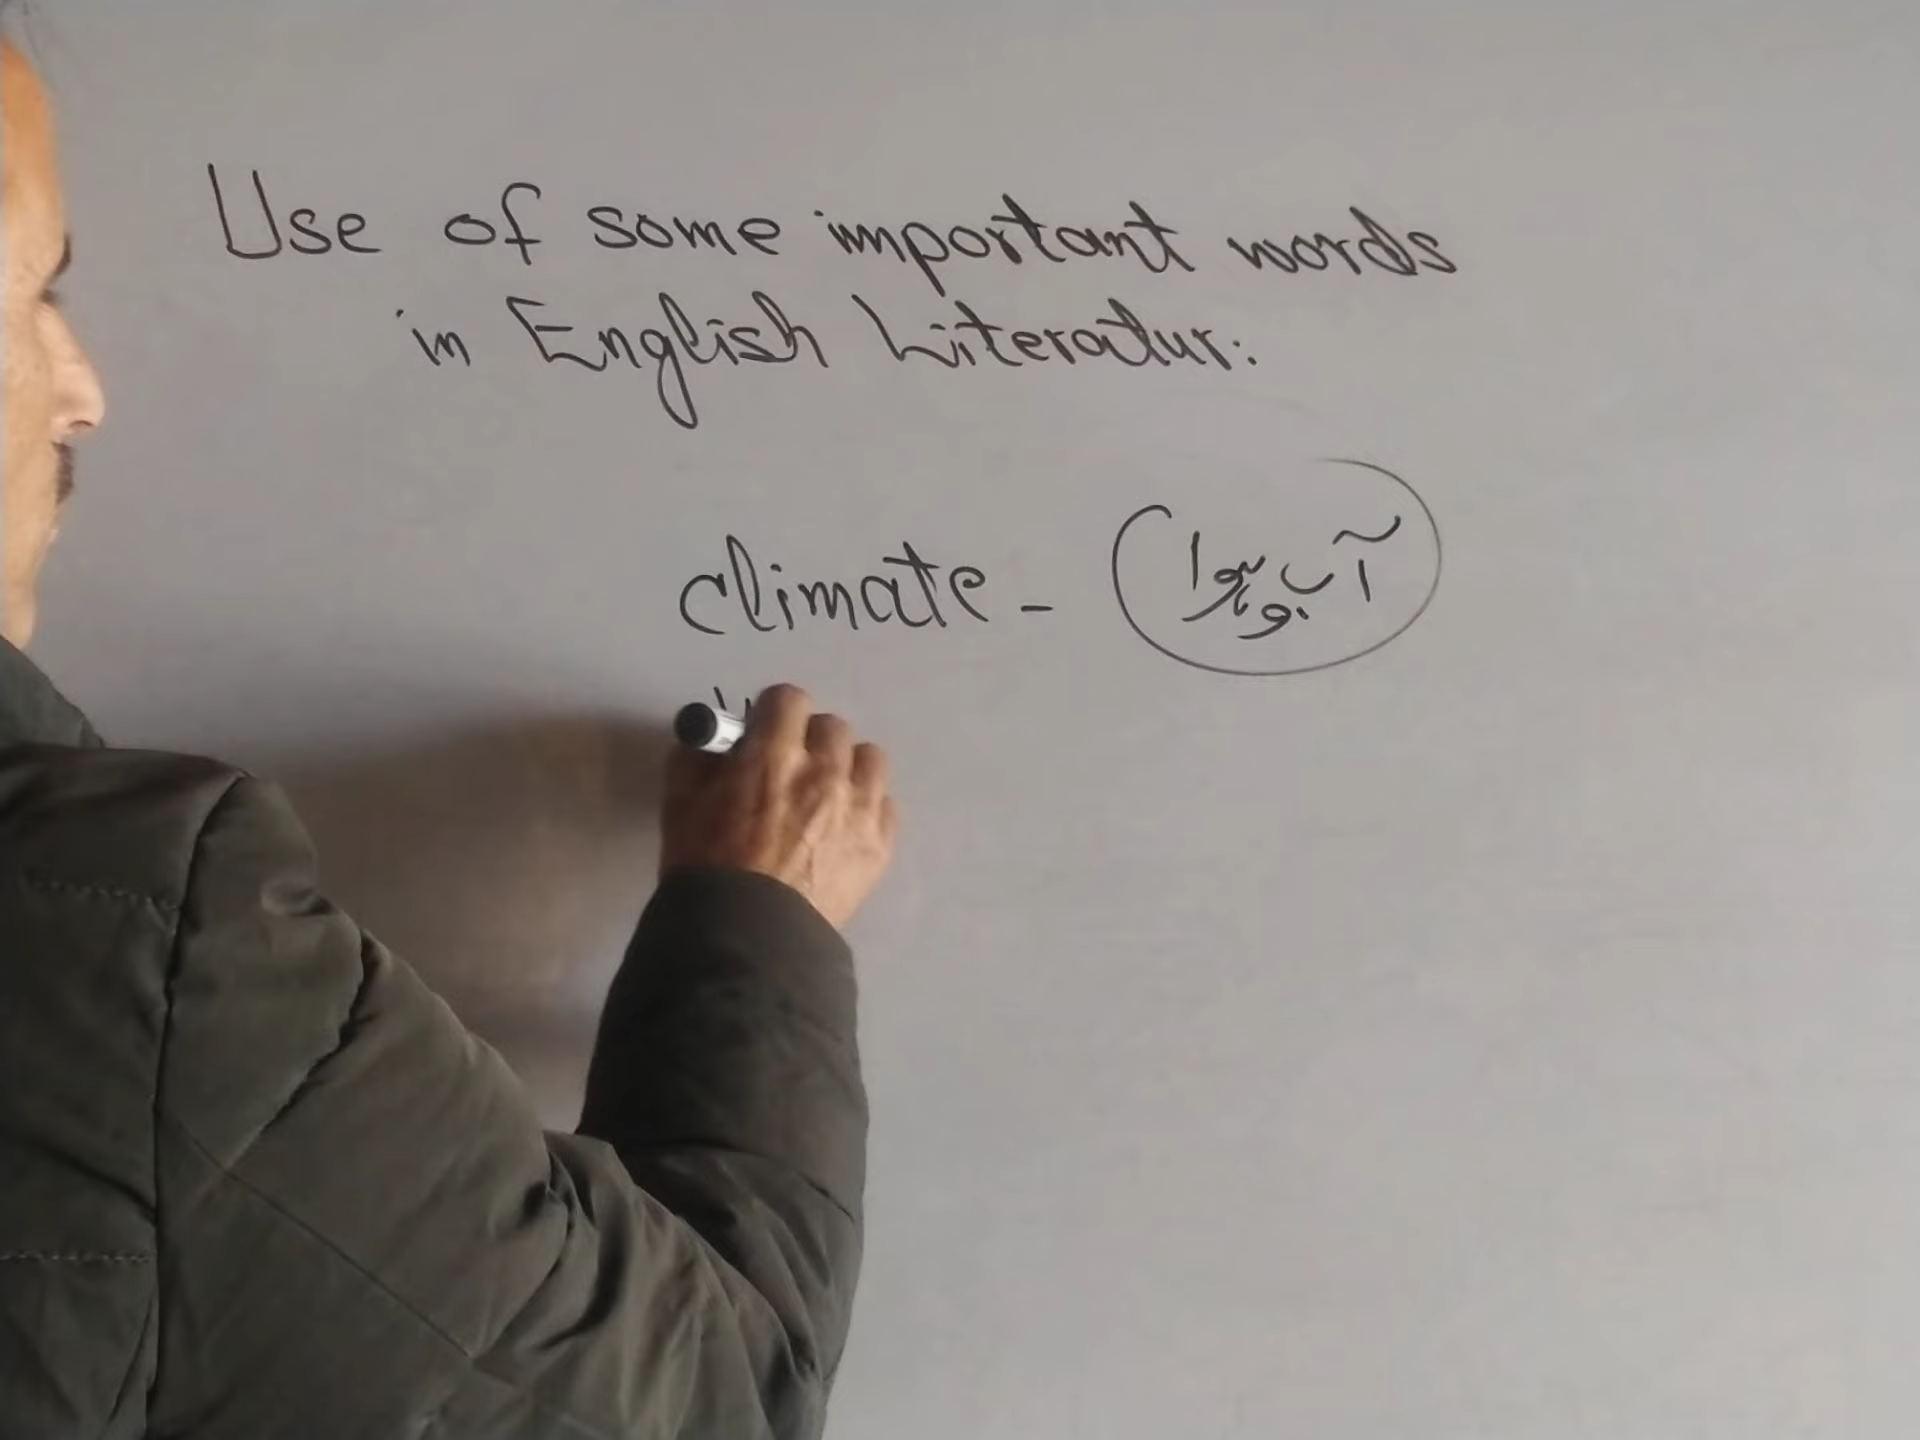 Use of some important words
in English Literatur:
climate - (آب و ہوا)